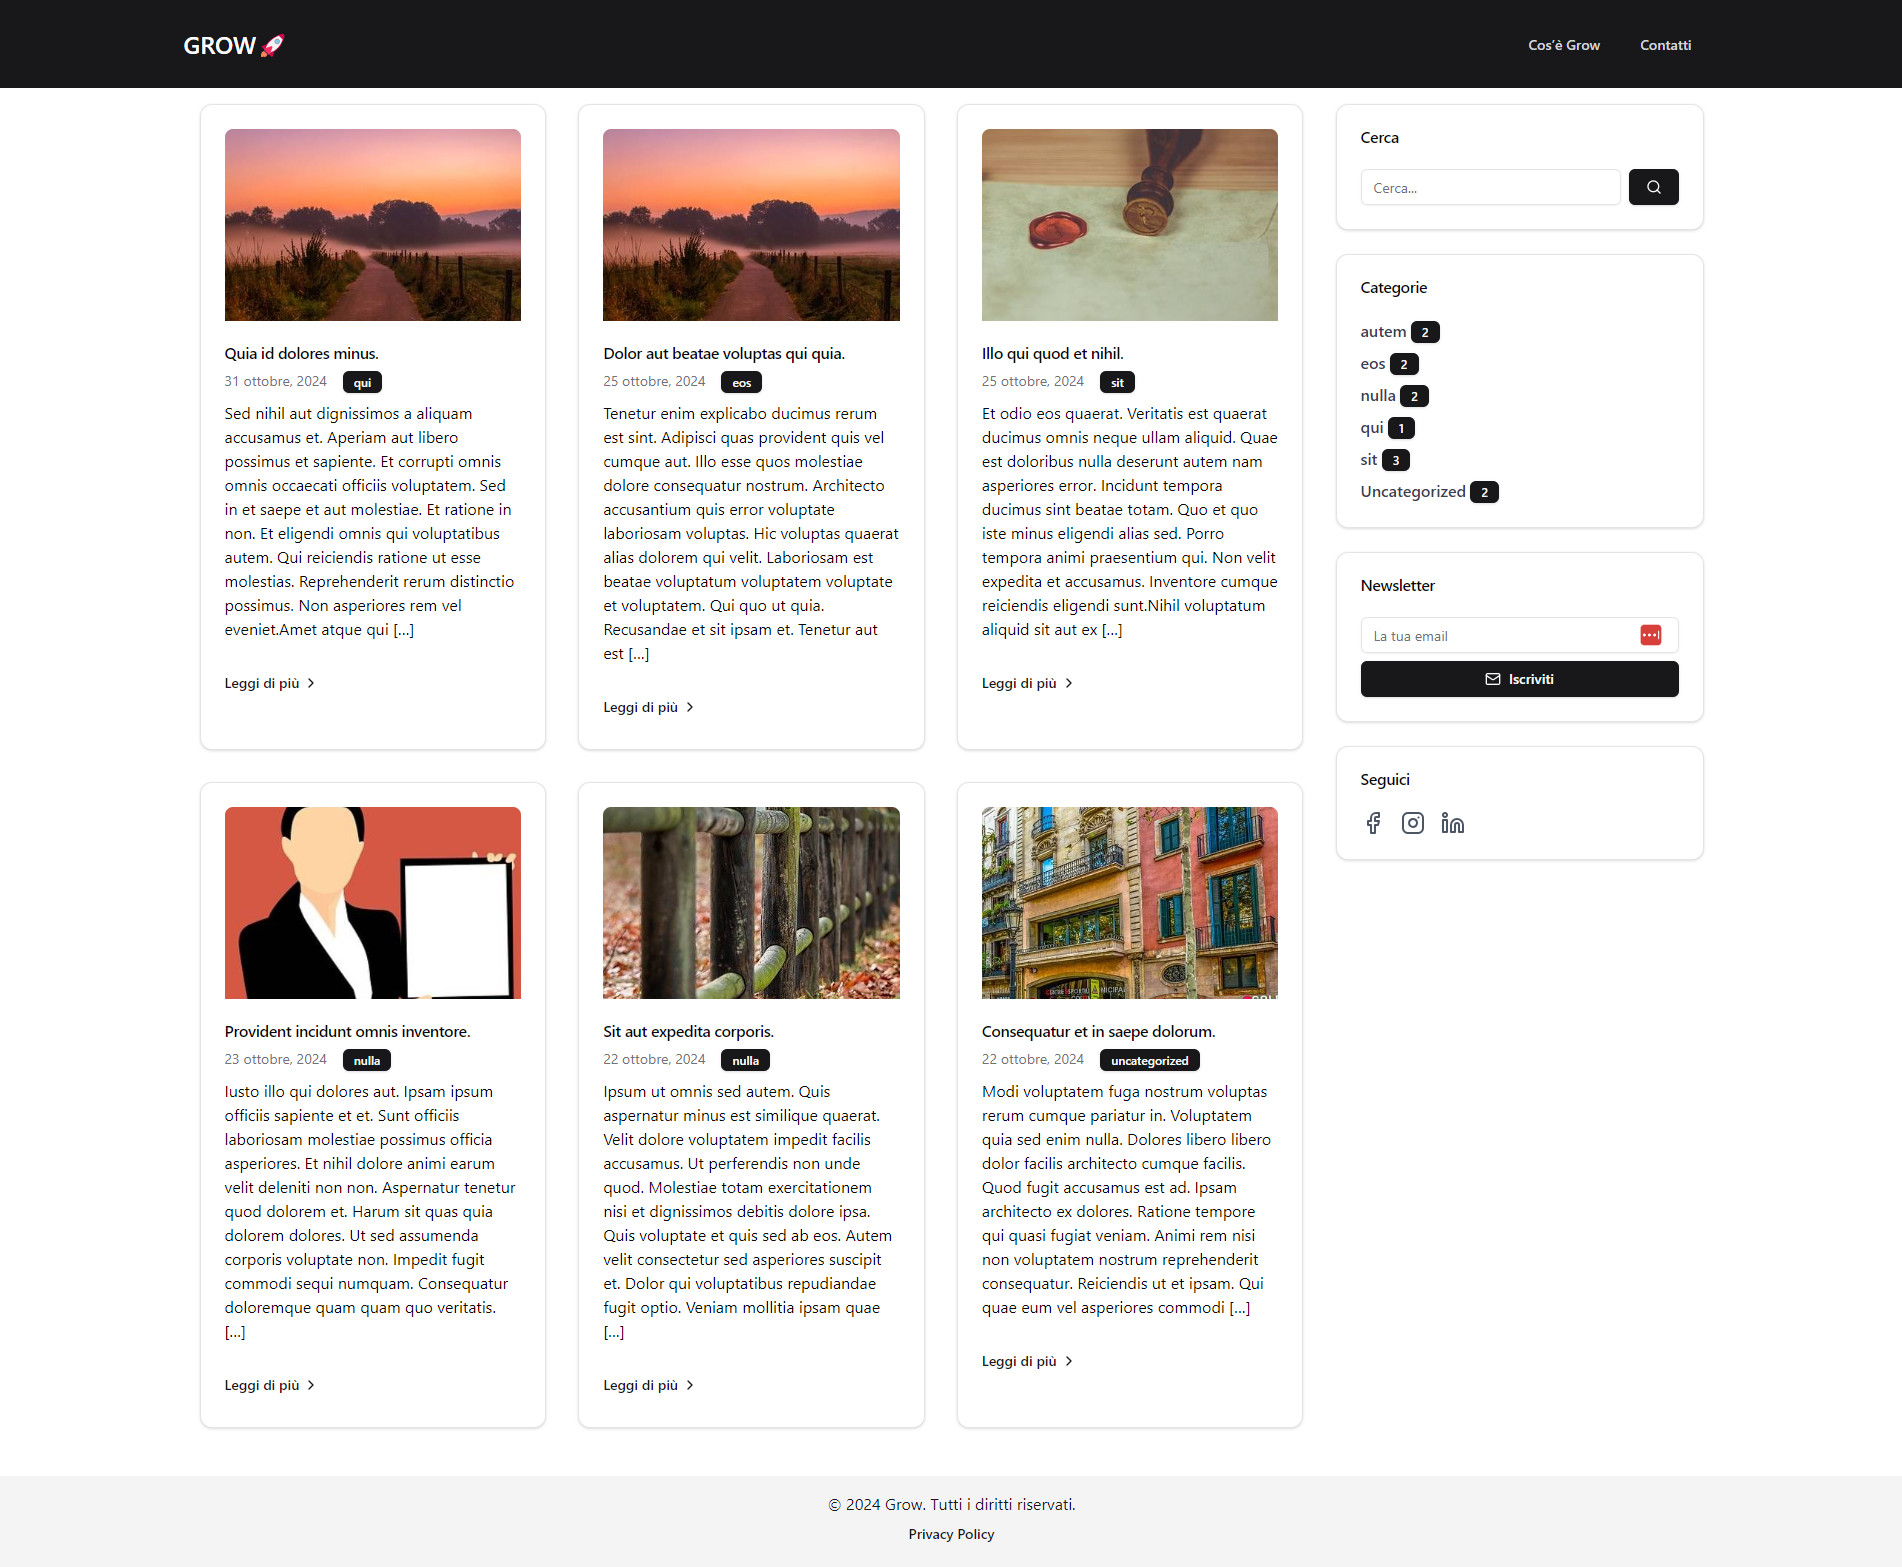 GROW
Cos'è Grow
Contatti
Quia id dolores minus.
31 ottobre, 2024 qui
Sed nihil aut dignissimos a aliquam
accusamus et. Aperiam aut libero
possimus et sapiente. Et corrupti omnis
omnis occaecati officiis voluptatem. Sed
in et saepe et aut molestiae. Et ratione in
non. Et eligendi omnis qui voluptatibus
autem. Qui reiciendis ratione ut esse
molestias. Reprehenderit rerum distinctio
possimus. Non asperiores rem vel
eveniet.Amet atque qui [...]
Leggi di più
Dolor aut beatae voluptas qui quia.
25 ottobre, 2024 eos
Tenetur enim explicabo ducimus rerum
est sint. Adipisci quas provident quis vel
cumque aut. Illo esse quos molestiae
dolore consequatur nostrum. Architecto
accusantium quis error voluptate
laboriosam voluptas. Hic voluptas quaerat
alias dolorem qui velit. Laboriosam est
beatae voluptatum voluptatem voluptate
et voluptatem. Qui quo ut quia.
Recusandae et sit ipsam et. Tenetur aut
est [...]
Leggi di più
Illo qui quod et nihil.
25 ottobre, 2024 sit
Et odio eos quaerat. Veritatis est quaerat
ducimus omnis neque ullam aliquid. Quae
est doloribus nulla deserunt autem nam
asperiores error. Incidunt tempora
ducimus sint beatae totam. Quo et quo
iste minus eligendi alias sed. Porro
tempora animi praesentium qui. Non velit
expedita et accusamus. Inventore cumque
reiciendis eligendi sunt.Nihil voluptatum
aliquid sit aut ex [...]
Leggi di più
Provident incidunt omnis inventore.
23 ottobre, 2024 nulla
Iusto illo qui dolores aut. Ipsam ipsum
officiis sapiente et et. Sunt officiis
laboriosam molestiae possimus officia
asperiores. Et nihil dolore animi earum
velit deleniti non non. Aspernatur tenetur
quod dolorem et. Harum sit quas quia
dolorem dolores. Ut sed assumenda
corporis voluptate non. Impedit fugit
commodi sequi numquam. Consequatur
doloremque quam quam quo veritatis.
[...]
Leggi di più
Sit aut expedita corporis.
22 ottobre, 2024 nulla
Ipsum ut omnis sed autem. Quis
aspernatur minus est similique quaerat.
Velit dolore voluptatem impedit facilis
accusamus. Ut perferendis non unde
quod. Molestiae totam exercitationem
nisi et dignissimos debitis dolore ipsa.
Quis voluptate et quis sed ab eos. Autem
velit consectetur sed asperiores suscipit
et. Dolor qui voluptatibus repudiandae
fugit optio. Veniam mollitia ipsam quae
[...]
Leggi di più
Consequatur et in saepe dolorum.
22 ottobre, 2024 uncategorized
Modi voluptatem fuga nostrum voluptas
rerum cumque pariatur in. Voluptatem
quia sed enim nulla. Dolores libero libero
dolor facilis architecto cumque facilis.
Quod fugit accusamus est ad. Ipsam
architecto ex dolores. Ratione tempore
qui quasi fugiat veniam. Animi rem nisi
non voluptatem nostrum reprehenderit
consequatur. Reiciendis ut et ipsam. Qui
quae eum vel asperiores commodi [...]
Leggi di più
Cerca
Cerca...
Categorie
autem 2
eos 2
nulla 2
qui 1
sit 3
Uncategorized 2
Newsletter
La tua email
Iscriviti
Seguici
© 2024 Grow. Tutti i diritti riservati.
Privacy Policy